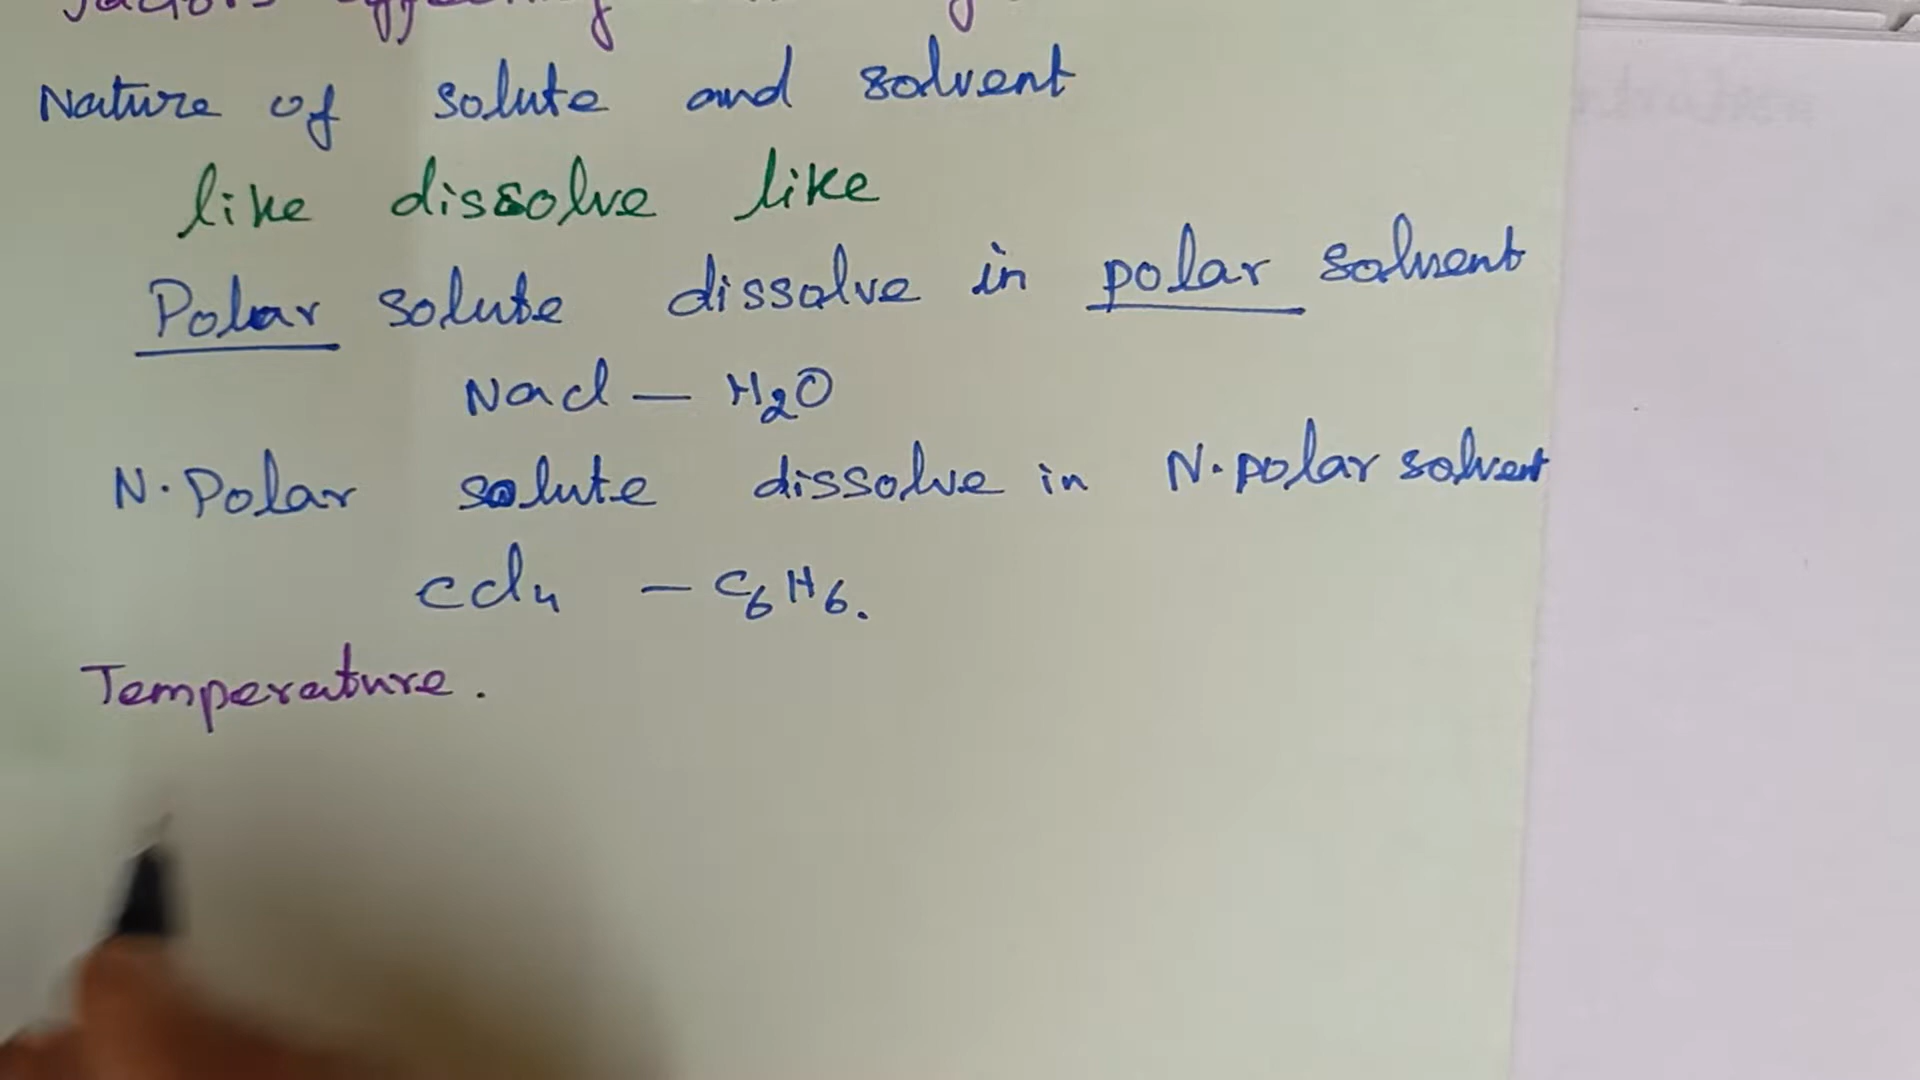 Nature of solute and solvent
like dissolve like
Polar solute dissolve in polar solvent
Nacl - H2O
N.Polar solute dissolve in N.polar solvent
ccl4 - C6H6.
Temperature.